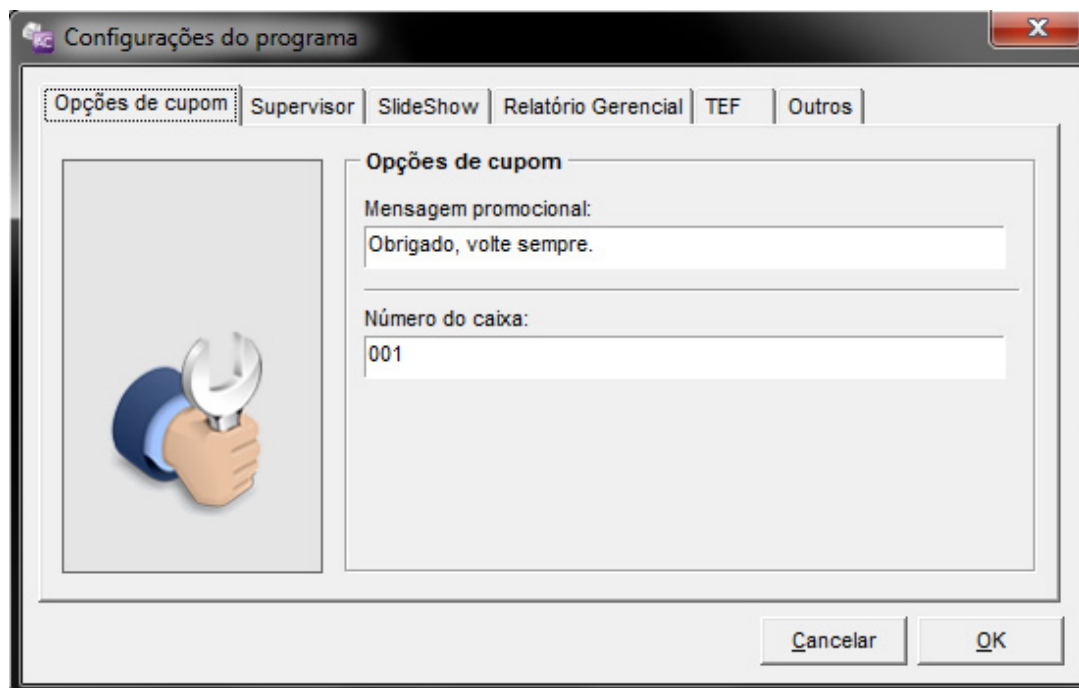 Configurações do programa
Opções de cupom Supervisor SlideShow Relatório Gerencial TEF Outros
Opções de cupom
Mensagem promocional:
Obrigado, volte sempre.
Número do caixa:
001
Cancelar OK